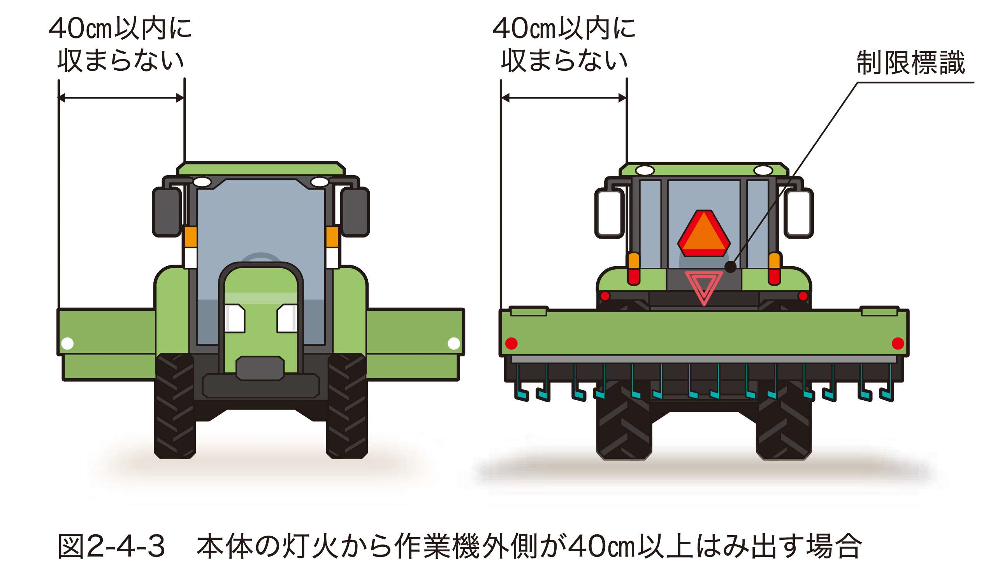 40㎝以内に
収まらない
40㎝以内に
収まらない
制限標識
図2-4-3　本体の灯火から作業機外側が40㎝以上はみ出す場合